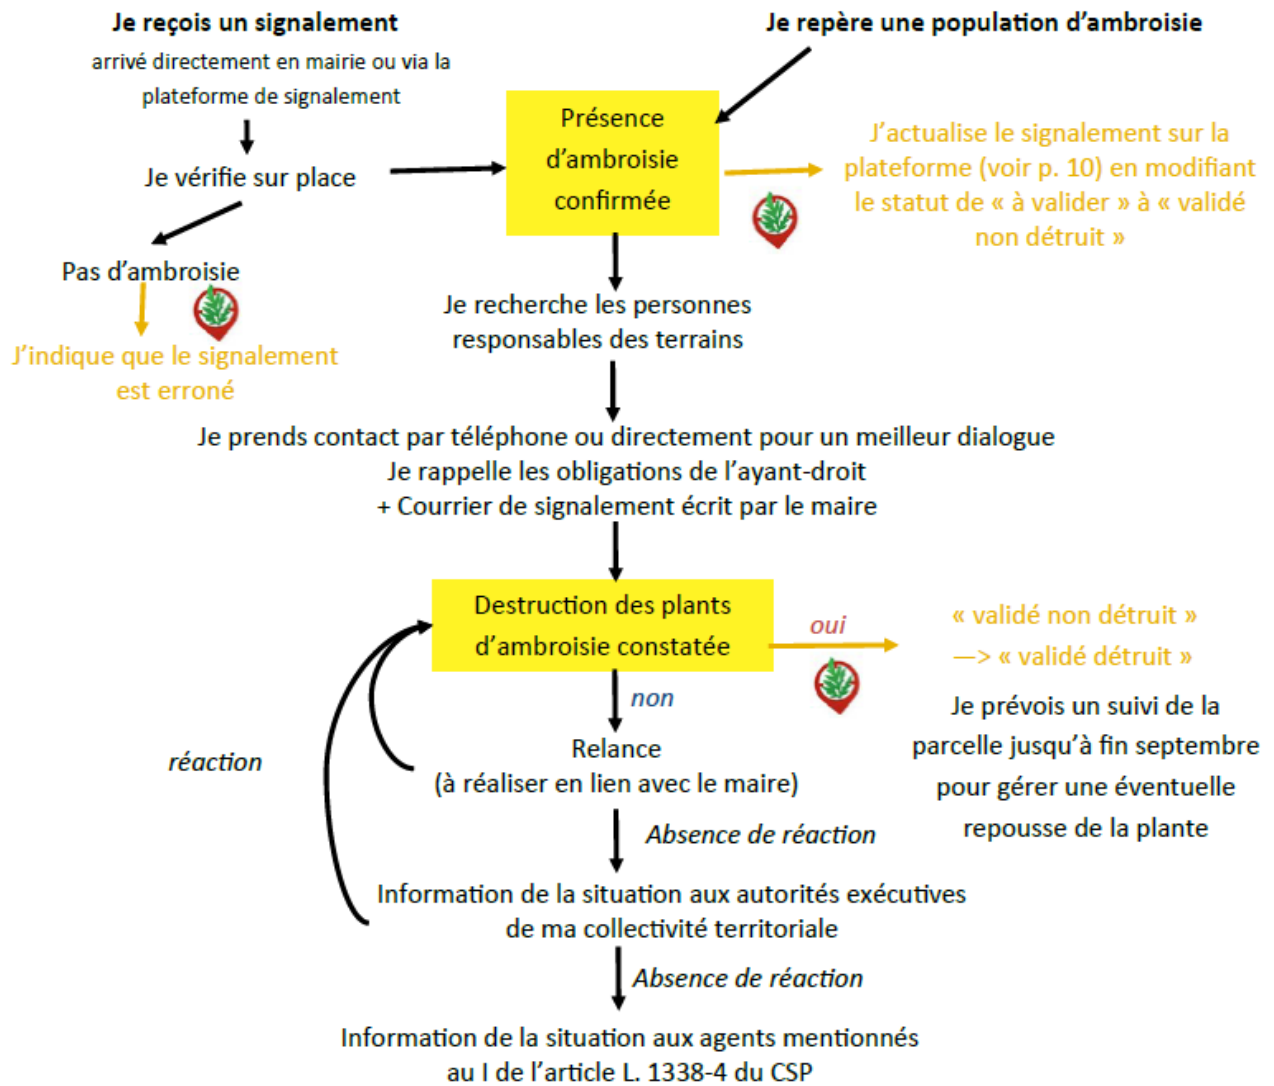 Je reçois un signalement
arrivé directement en mairie ou via la
plateforme de signalement
Je vérifie sur place
Pas d'ambroisie
J'indique que le signalement
est erroné
Je repère une population d'ambroisie
Présence
d'ambroisie
confirmée
J'actualise le signalement sur la
plateforme (voir p. 10) en modifiant
le statut de « à valider » à « validé
non détruit »
Je recherche les personnes
responsables des terrains
Je prends contact par téléphone ou directement pour un meilleur dialogue
Je rappelle les obligations de l'ayant-droit
+ Courrier de signalement écrit par le maire
Destruction des plants
d'ambroisie constatée
oui
« validé non détruit »
—> « validé détruit »
Je prévois un suivi de la
parcelle jusqu'à fin septembre
pour gérer une éventuelle
repousse de la plante
non
Relance
(à réaliser en lien avec le maire)
réaction
Absence de réaction
Information de la situation aux autorités exécutives
de ma collectivité territoriale
Absence de réaction
Information de la situation aux agents mentionnés
au I de l'article L. 1338-4 du CSP